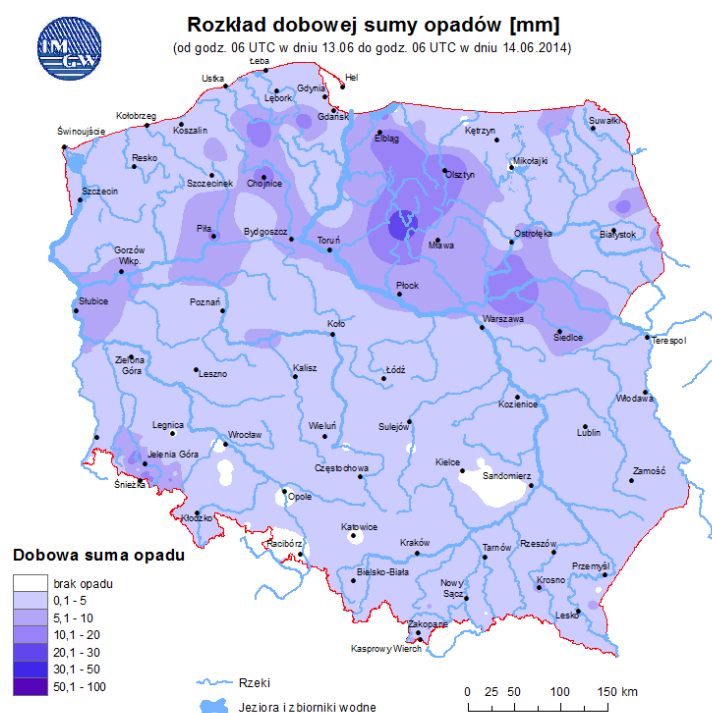 IM
GW
Rozkład dobowej sumy opadów [mm]
(od godz. 06 UTC w dniu 13.06 do godz. 06 UTC w dniu 14.06.2014)
Łeba
Ustka
Hel
Lębork
Gdynia
Kołobrzeg
Koszalin
Gdańsk
Suwałki
Świnoujście
Elbląg
Kętrzyn
Resko
Mikołajki
Szczecinek
Chojnice
Olsztyn
Szczecin
Piła
Bydgoszcz
Toruń
Mława
Ostrołęka
Białystok
Gorzów
Wlkp.
Płock
Słubice
Poznań
Koło
Warszawa
Siedlce
Terespol
Zielona
Góra
Leszno
Kalisz
Łódź
Włodawa
Kozienice
Legnica
Wrocław
Wieluń
Sulejów
Lublin
Jelenia Góra
Częstochowa
Kielce
Sandomierz
Zamość
Śnieżka
Opole
Kłodzko
Katowice
Racibórz
Kraków
Tarnów
Rzeszów
Przemyśl
Bielsko-Biała
Nowy
Sącz
Krosno
Lesko
Zakopane
Kasprowy Wierch
Dobowa suma opadu
brak opadu
0,1 - 5
5,1 - 10
10,1 - 20
20,1 - 30
30,1 - 50
50,1 - 100
Rzeki
Jeziora i zbiorniki wodne
0 25 50 100 150 km